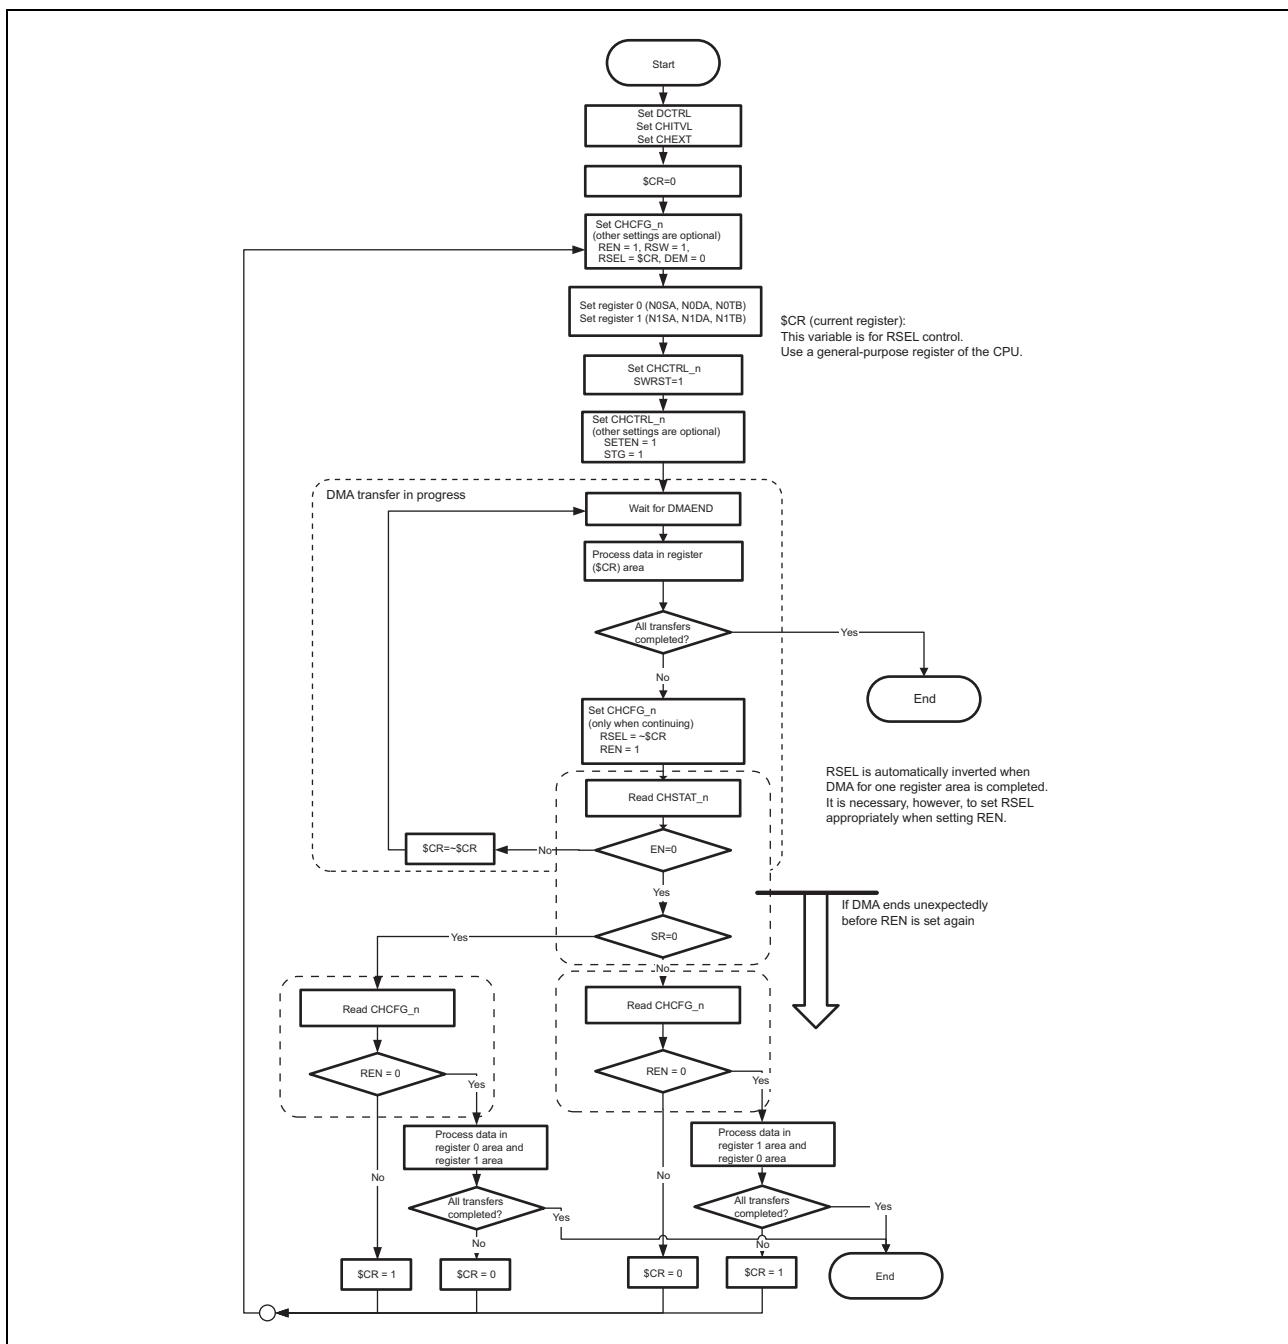 Start
Set DCTRL
Set CHITVL
Set CHEXT
$CR=0
Set CHCFG_n
(other settings are optional)
REN = 1, RSW = 1,
RSEL = $CR, DEM = 0
Set register 0 (N0SA, N0DA, N0TB)
Set register 1 (N1SA, N1DA, N1TB)
$CR (current register):
This variable is for RSEL control.
Use a general-purpose register of the CPU.
Set CHCTRL_n
SWRST=1
Set CHCTRL_n
(other settings are optional)
SETEN = 1
STG = 1
DMA transfer in progress
Wait for DMAEND
Process data in register
($CR) area
All transfers
completed?
Yes
No
End
Set CHCFG_n
(only when continuing)
RSEL = ~$CR
REN = 1
RSEL is automatically inverted when
DMA for one register area is completed.
It is necessary, however, to set RSEL
appropriately when setting REN.
Read CHSTAT_n
$CR=~$CR
No
EN=0
Yes
If DMA ends unexpectedly
before REN is set again
Yes
SR=0
No
Read CHCFG_n
Read CHCFG_n
REN = 0
Yes
REN = 0
Yes
Process data in
register 0 area and
register 1 area
Process data in
register 1 area and
register 0 area
No
No
All transfers
completed?
Yes
All transfers
completed?
Yes
No
No
$CR = 1
$CR = 0
$CR = 0
$CR = 1
End